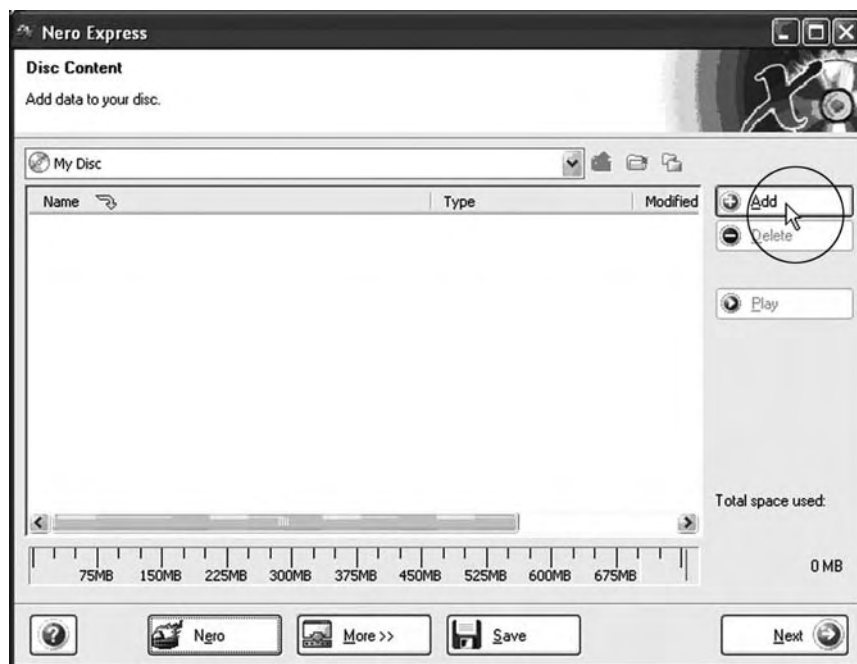 Nero Express
Disc Content
Add data to your disc.
My Disc
Name Type Modified
Add
Delete
Play
Total space used:
75MB 150MB 225MB 300MB 375MB 450MB 525MB 600MB 675MB
0 MB
Nero More >> Save Next